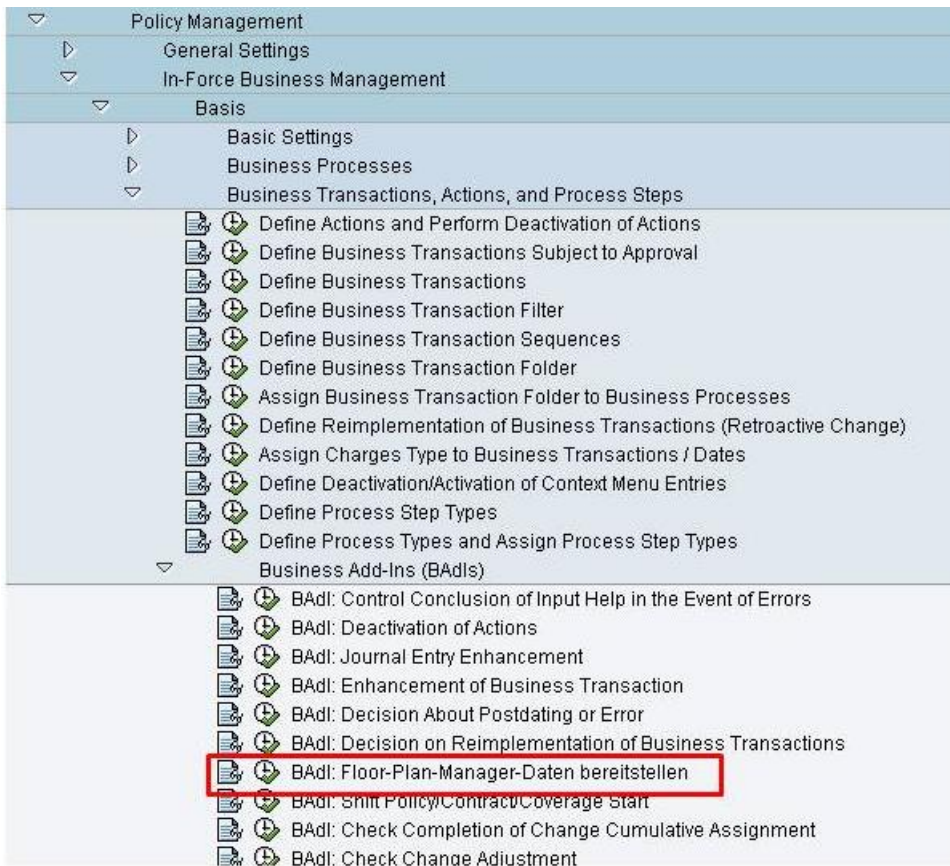 Policy Management
General Settings
In-Force Business Management
Basis
Basic Settings
Business Processes
Business Transactions, Actions, and Process Steps
Define Actions and Perform Deactivation of Actions
Define Business Transactions Subject to Approval
Define Business Transactions
Define Business Transaction Filter
Define Business Transaction Sequences
Define Business Transaction Folder
Assign Business Transaction Folder to Business Processes
Define Reimplementation of Business Transactions (Retroactive Change)
Assign Charges Type to Business Transactions / Dates
Define Deactivation/Activation of Context Menu Entries
Define Process Step Types
Define Process Types and Assign Process Step Types
Business Add-Ins (BAdIs)
BAdI: Control Conclusion of Input Help in the Event of Errors
BAdI: Deactivation of Actions
BAdI: Journal Entry Enhancement
BAdI: Enhancement of Business Transaction
BAdI: Decision About Postdating or Error
BAdI: Decision on Reimplementation of Business Transactions
BAdI: Floor-Plan-Manager-Daten bereitstellen
BAdI: Shift Policy/Contract/Coverage Start
BAdI: Check Completion of Change Cumulative Assignment
BAdI: Check Change Adjustment